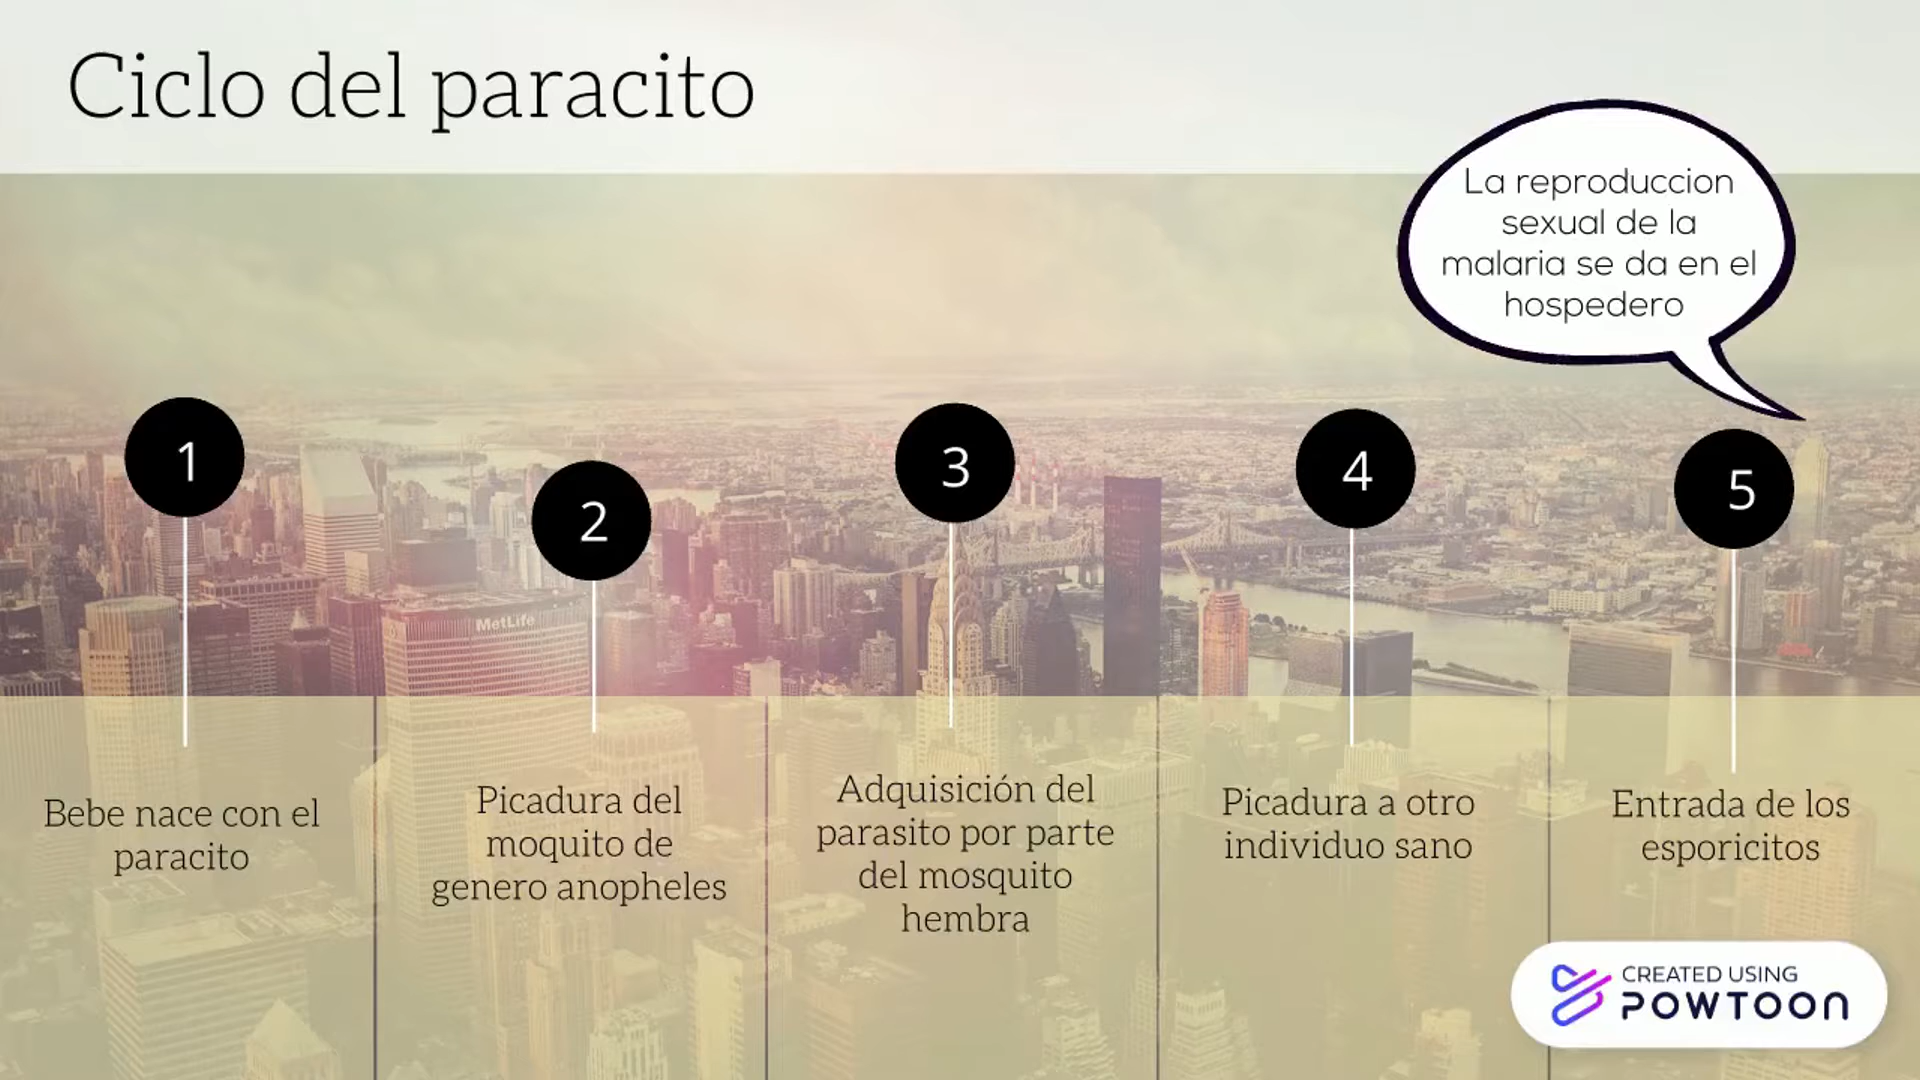 Ciclo del paracito
La reproduccion
sexual de la
malaria se da en el
hospedero
1
2
3
4
5
MetLife
Bebe nace con el
paracito
Picadura del
moquito de
genero anopheles
Adquisición del
parasito por parte
del mosquito
hembra
Picadura a otro
individuo sano
Entrada de los
esporicitos
CREATED USING
POWTOON